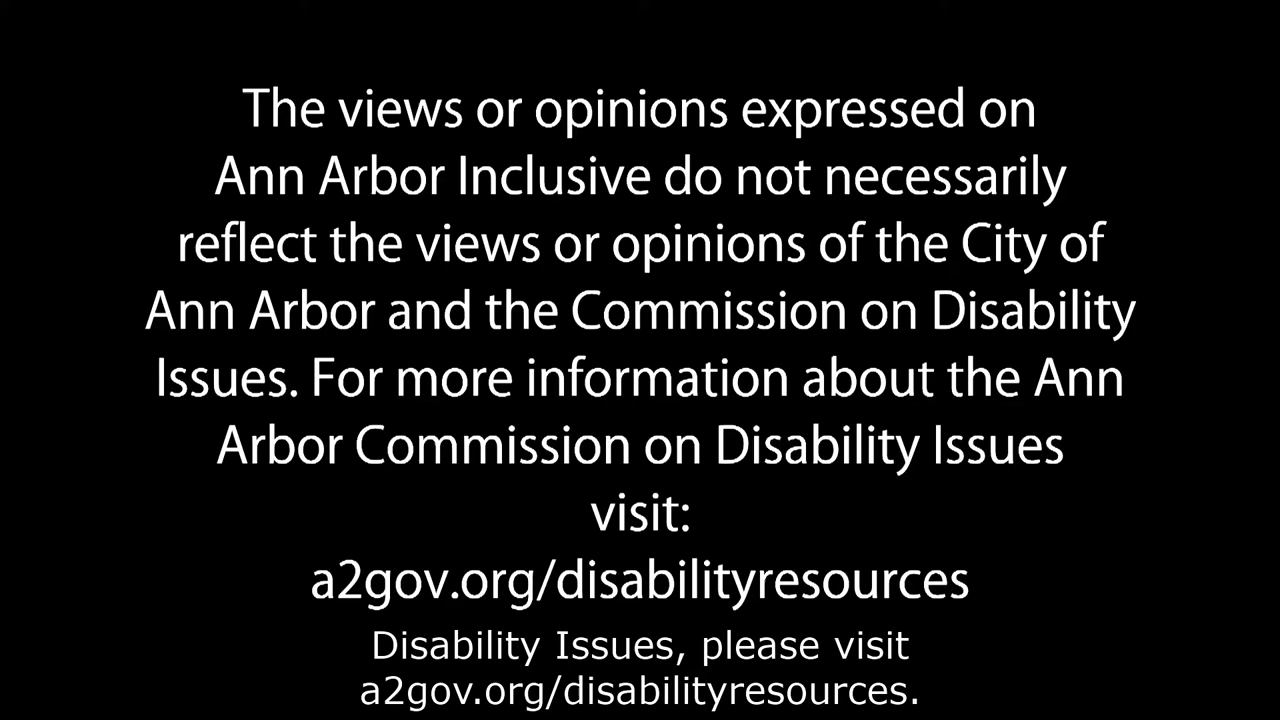 The views or opinions expressed on
Ann Arbor Inclusive do not necessarily
reflect the views or opinions of the City of
Ann Arbor and the Commission on Disability
Issues. For more information about the Ann
Arbor Commission on Disability Issues
visit:
a2gov.org/disabilityresources
Disability Issues, please visit
a2gov.org/disabilityresources.